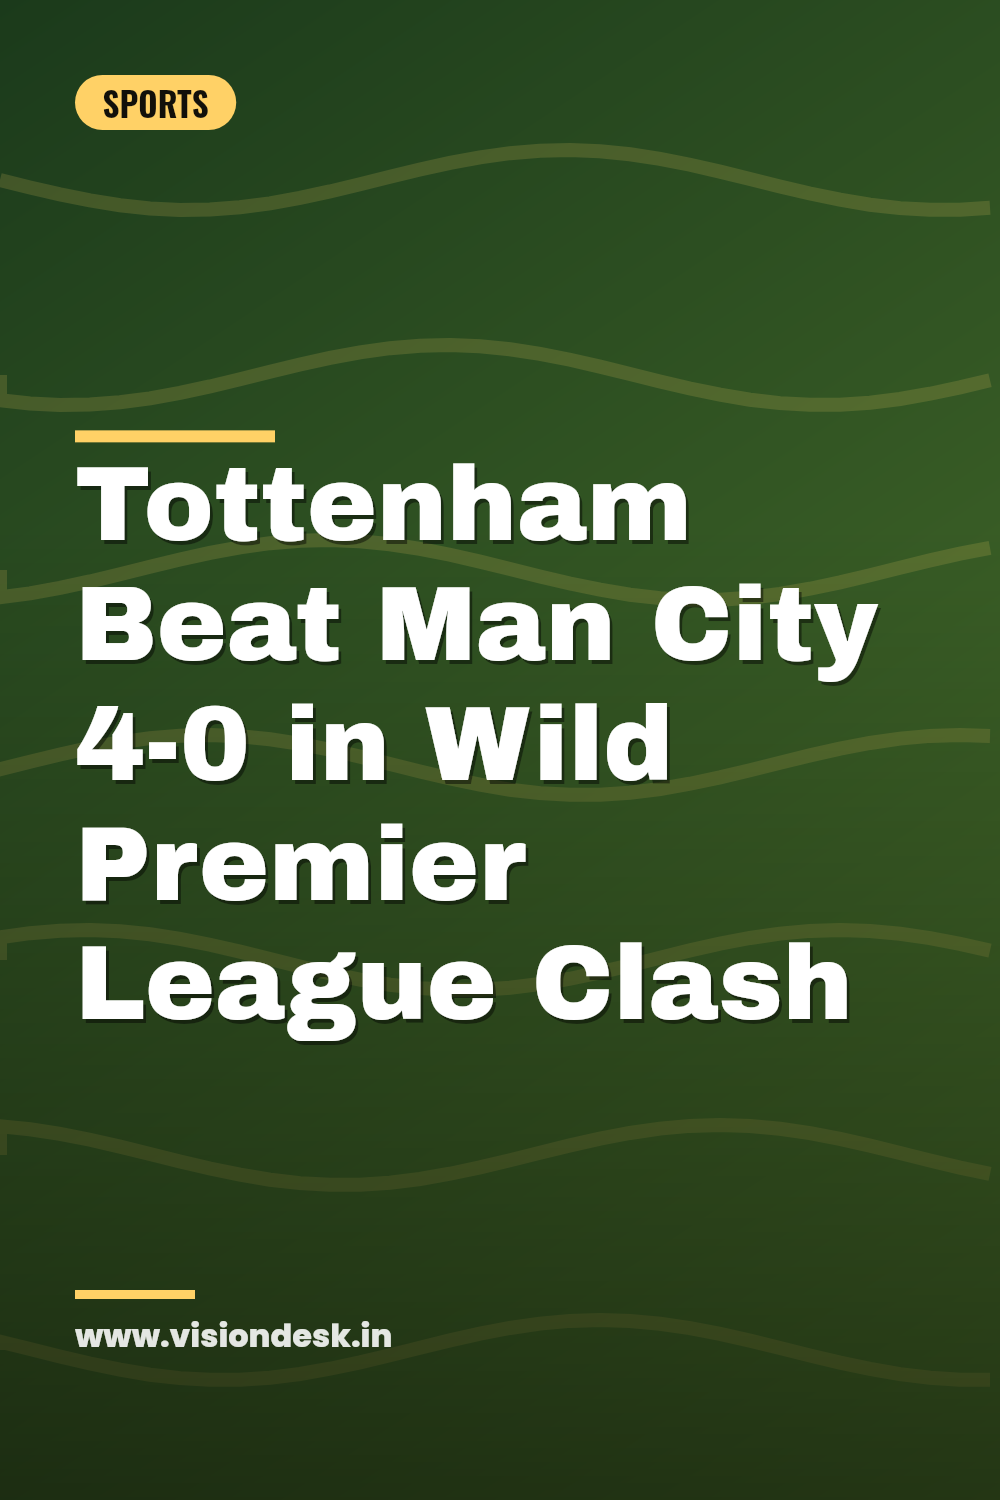 SPORTS
Tottenham
Beat Man City
4-0 in Wild
Premier
League Clash
www.visiondesk.in